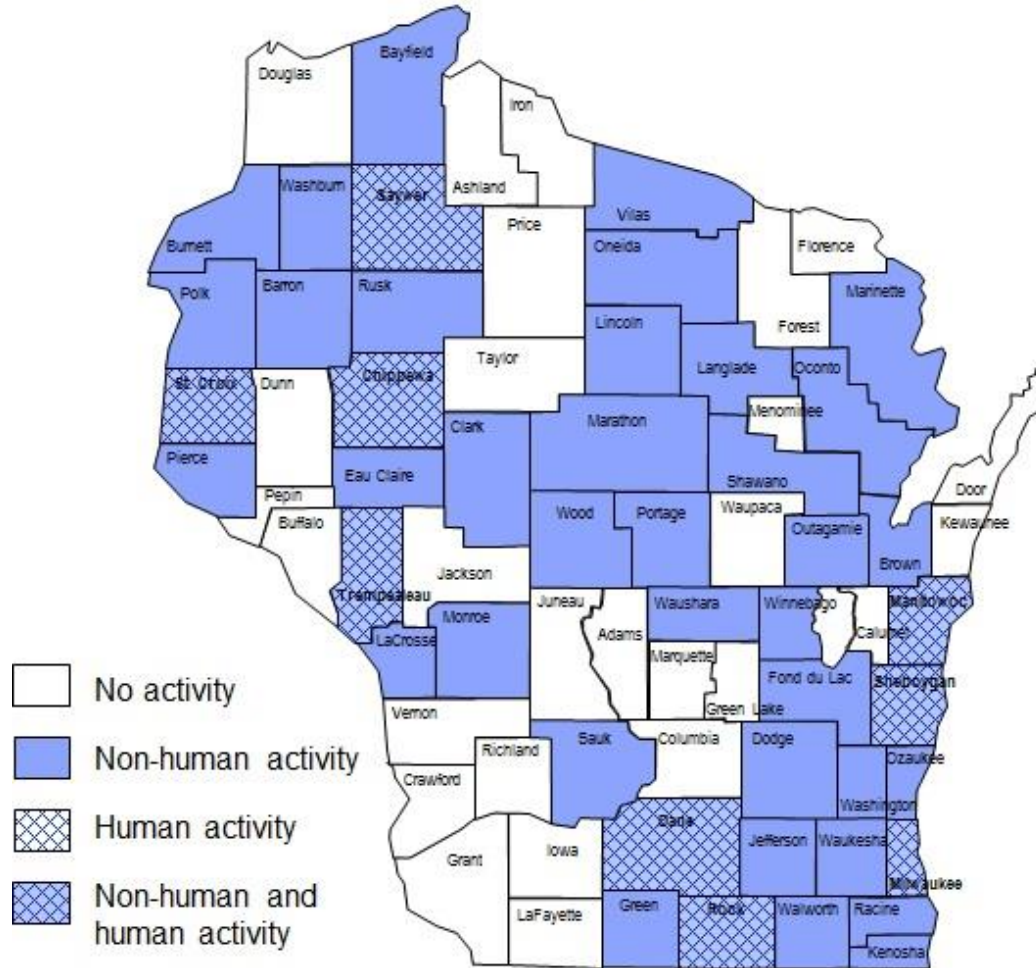 Bayfield
Douglas
Iron
Washburn
Saywer
Ashland
Price
Vilas
Burnett
Oneida
Florence
Polk
Barron
Rusk
Marinette
Lincoln
Forest
Taylor
Langlade
Oconto
St. Croix
Dunn
Chippewa
Menominee
Clark
Marathon
Pierce
Eau Claire
Shawano
Door
Pepin
Buffalo
Wood
Portage
Waupaca
Outagamie
Kewaunee
Brown
Jackson
Trempealeau
Juneau
Waushara
Winnebago
Manitowoc
Monroe
Adams
Calumet
LaCrosse
Marquette
Fond du Lac
Sheboygan
Green Lake
Vernon
Columbia
Sauk
Dodge
Richland
Ozaukee
Crawford
Washington
Dane
Jefferson
Waukesha
Iowa
Grant
Milwaukee
LaFayette
Green
Rock
Walworth
Racine
Kenosha
No activity
Non-human activity
Human activity
Non-human and
human activity